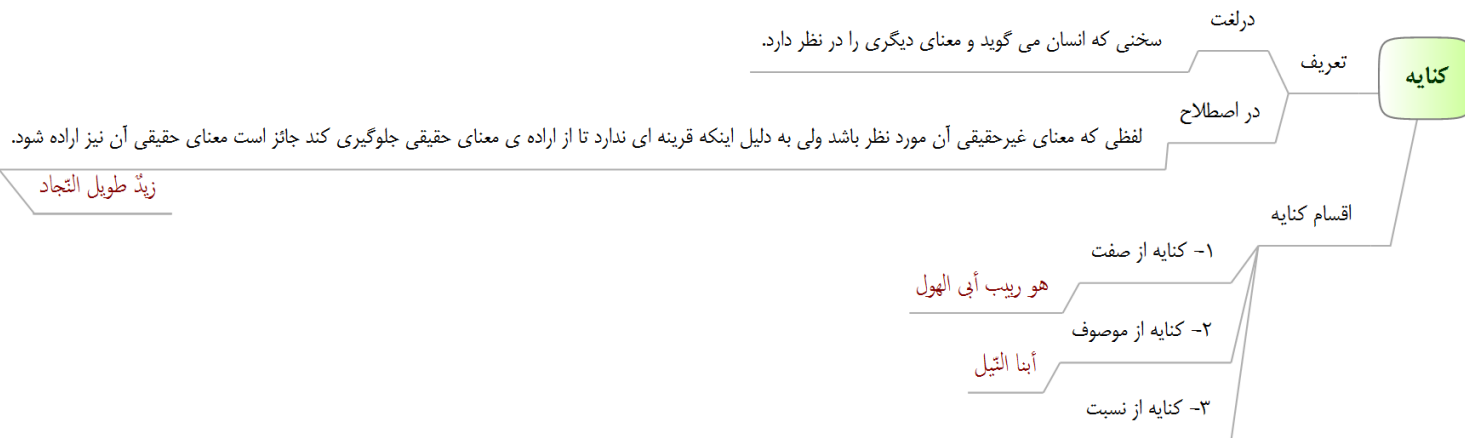 کنایه
تعریف
درلغت
سخنی که انسان می گوید و معنای دیگری را در نظر دارد.
در اصطلاح
لفظی که معنای غیرحقیقی آن مورد نظر باشد ولی به دلیل اینکه قرینه ای ندارد تا از اراده ی معنای حقیقی جلوگیری کند جائز است معنای حقیقی آن نیز اراده شود.
زیدٌ طویل النّجاد
اقسام کنایه
۱- کنایه از صفت
هو ربیب أبی الهول
۲- کنایه از موصوف
أبنا النّیل
۳- کنایه از نسبت